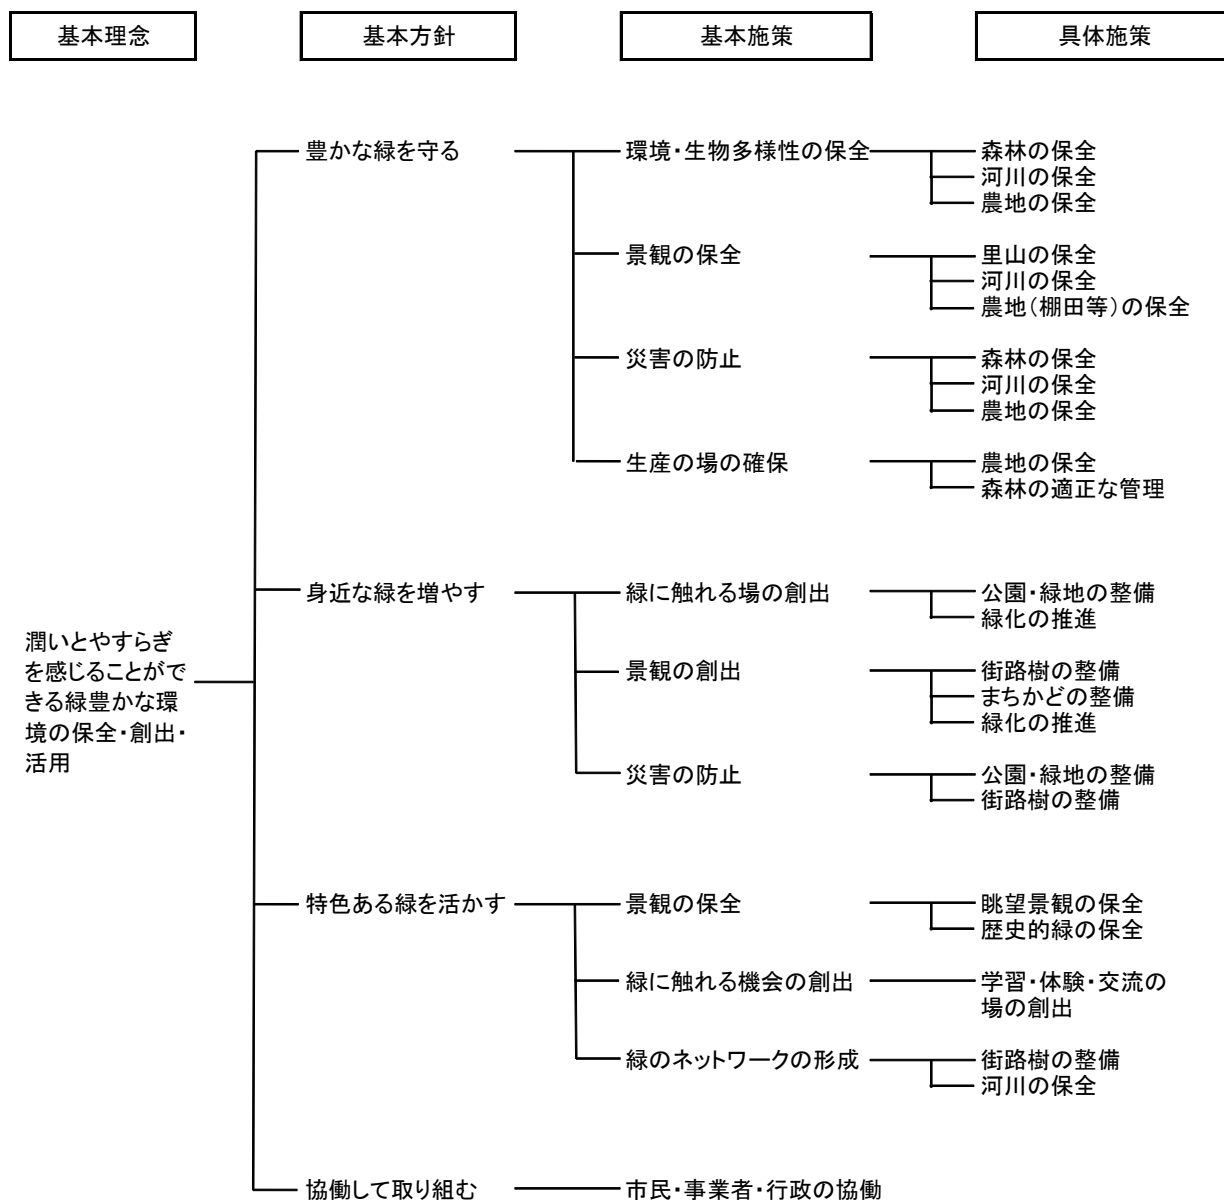 基本理念
基本方針
基本施策
具体施策
潤いとやすらぎ
を感じることがで
きる緑豊かな環
境の保全・創出・
活用
豊かな緑を守る
環境・生物多様性の保全
森林の保全
河川の保全
農地の保全
景観の保全
里山の保全
河川の保全
農地(棚田等)の保全
災害の防止
森林の保全
河川の保全
農地の保全
生産の場の確保
農地の保全
森林の適正な管理
身近な緑を増やす
緑に触れる場の創出
公園・緑地の整備
緑化の推進
景観の創出
街路樹の整備
まちかどの整備
緑化の推進
災害の防止
公園・緑地の整備
街路樹の整備
特色ある緑を活かす
景観の保全
眺望景観の保全
歴史的緑の保全
緑に触れる機会の創出
学習・体験・交流の
場の創出
緑のネットワークの形成
街路樹の整備
河川の保全
協働して取り組む
市民・事業者・行政の協働